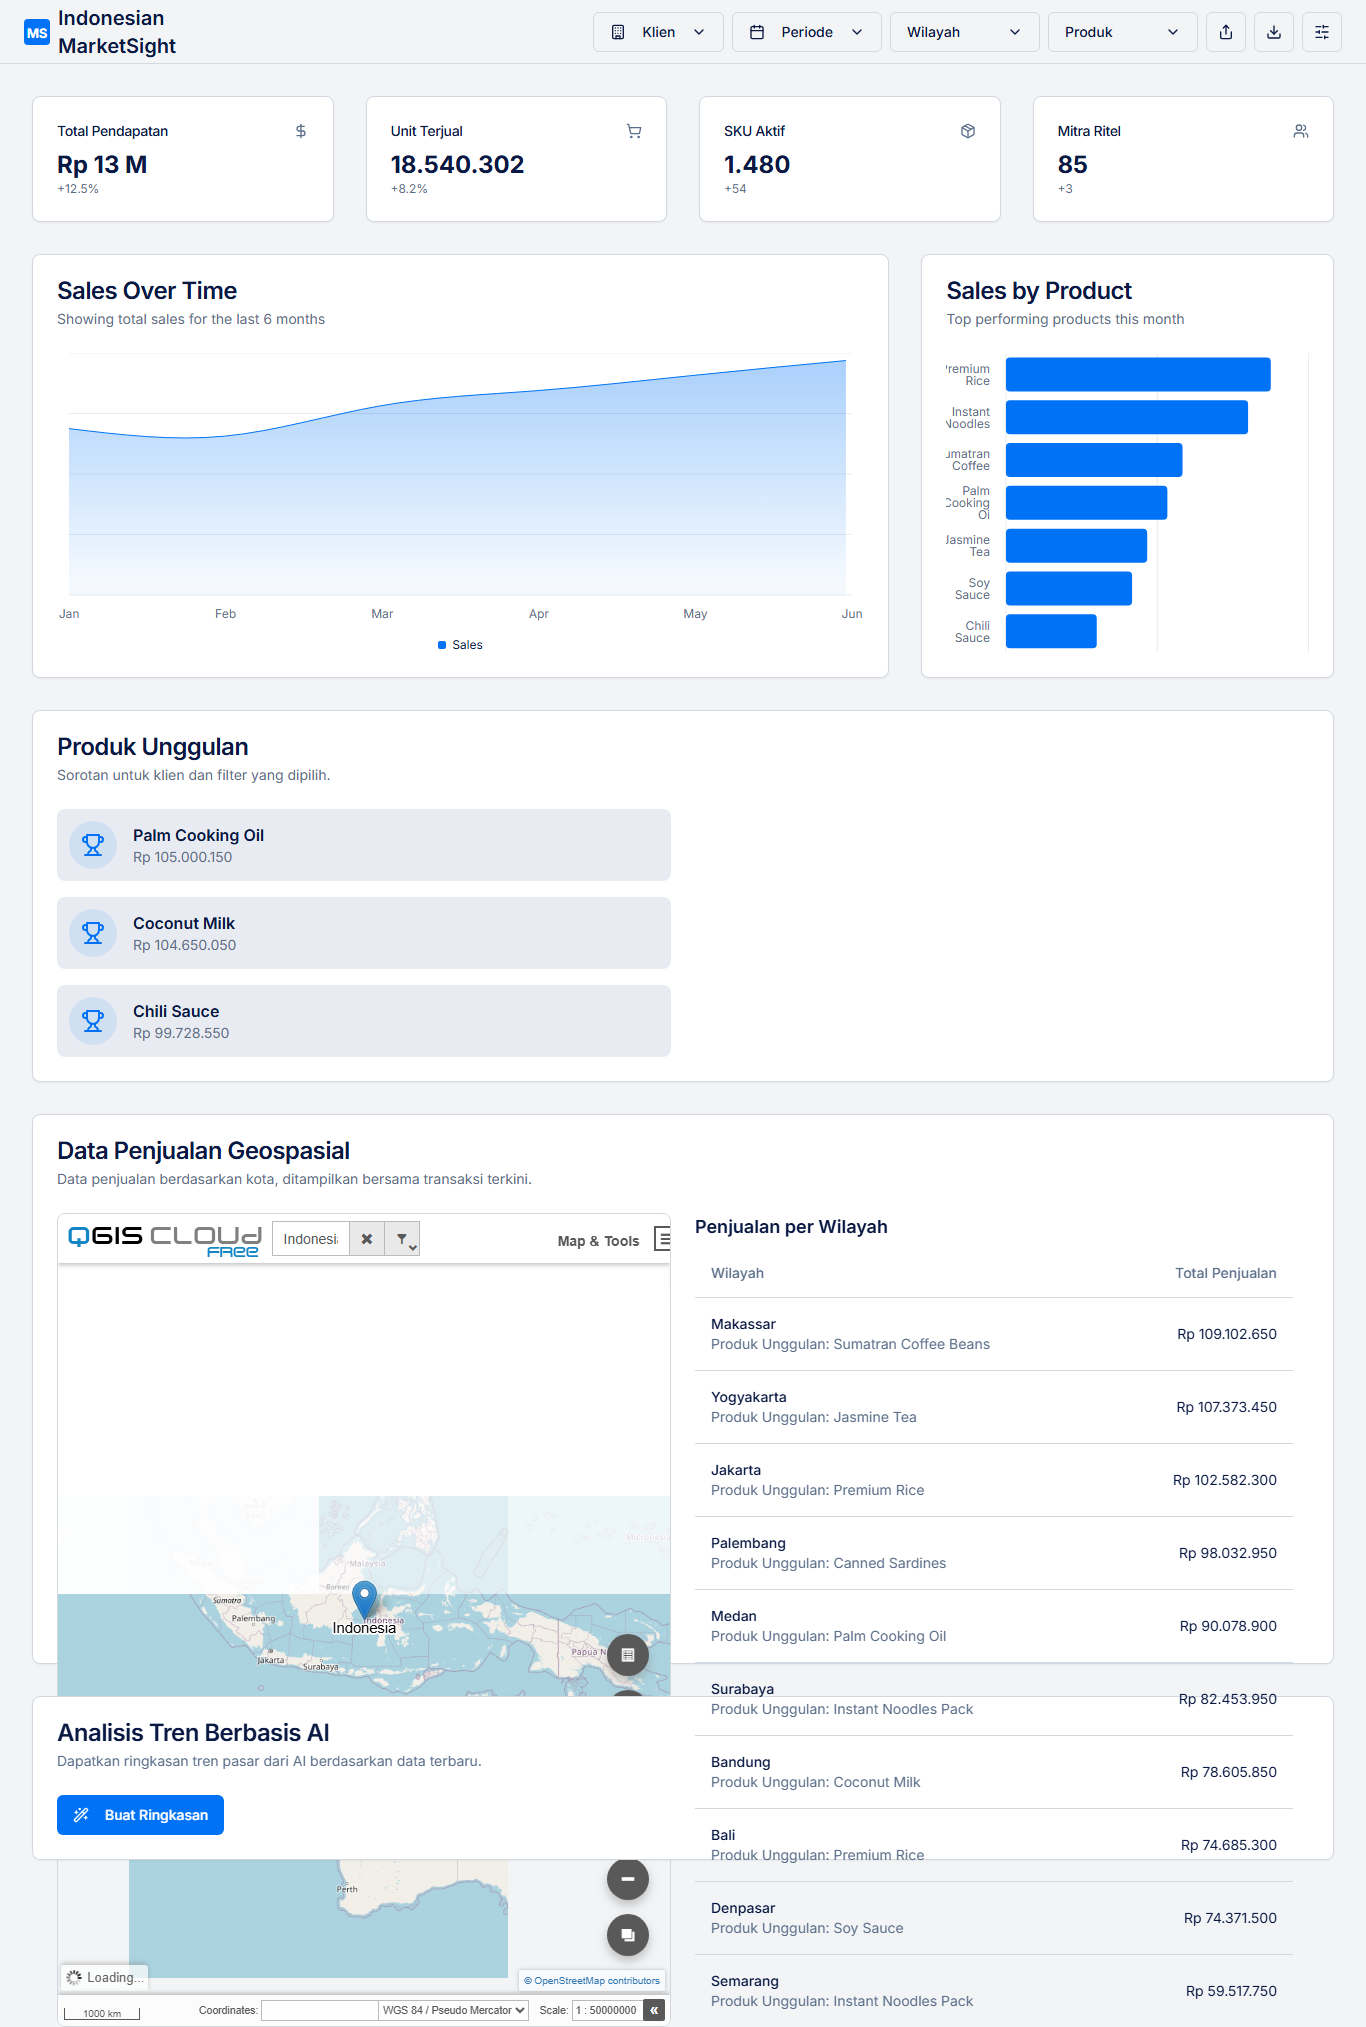 MS
Indonesian
MarketSight
Klien
Periode
Wilayah
Produk
Total Pendapatan
Rp 13 M
+12.5%
Unit Terjual
18.540.302
+8.2%
SKU Aktif
1.480
+54
Mitra Ritel
85
+3
Sales Over Time
Showing total sales for the last 6 months
Jan Feb Mar Apr May Jun
Sales
Sales by Product
Top performing products this month
Premium
Rice
Instant
Noodles
umatran
Coffee
Palm
Cooking
Oi
Jasmine
Tea
Soy
Sauce
Chili
Sauce
Produk Unggulan
Sorotan untuk klien dan filter yang dipilih.
Palm Cooking Oil
Rp 105.000.150
Coconut Milk
Rp 104.650.050
Chili Sauce
Rp 99.728.550
Data Penjualan Geospasial
Data penjualan berdasarkan kota, ditampilkan bersama transaksi terkini.
QGIS CLOUD
FREE
Indonesi
Map & Tools
Malaysia
Borneo
Sumatra
Palembang
Indonesia
Indonesia
Jakarta
Surabaya
Papua N
Perth
Loading...
© OpenStreetMap contributors
1000 km
Coordinates:
WGS 84 / Pseudo Mercator
Scale:
1 : 50000000
«
Penjualan per Wilayah
Wilayah Total Penjualan
Makassar
Produk Unggulan: Sumatran Coffee Beans
Rp 109.102.650
Yogyakarta
Produk Unggulan: Jasmine Tea
Rp 107.373.450
Jakarta
Produk Unggulan: Premium Rice
Rp 102.582.300
Palembang
Produk Unggulan: Canned Sardines
Rp 98.032.950
Medan
Produk Unggulan: Palm Cooking Oil
Rp 90.078.900
Surabaya
Produk Unggulan: Instant Noodles Pack
Rp 82.453.950
Bandung
Produk Unggulan: Coconut Milk
Rp 78.605.850
Bali
Produk Unggulan: Premium Rice
Rp 74.685.300
Denpasar
Produk Unggulan: Soy Sauce
Rp 74.371.500
Semarang
Produk Unggulan: Instant Noodles Pack
Rp 59.517.750
Analisis Tren Berbasis AI
Dapatkan ringkasan tren pasar dari AI berdasarkan data terbaru.
Buat Ringkasan